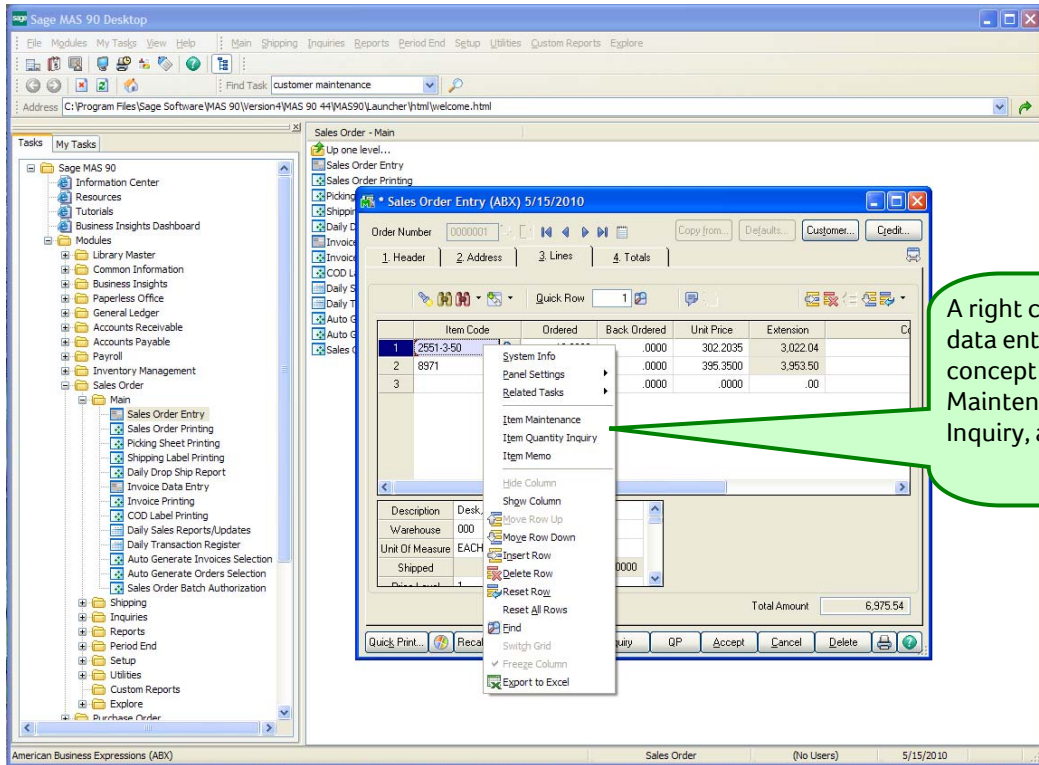 sage Sage MAS 90 Desktop
File Modules My Tasks View Help Main Shipping Inquiries Reports Period End Setup Utilities Custom Reports Explore
Find Task customer maintenance
Address C:\Program Files\Sage Software\MAS 90\Version4\MAS 90 44\MAS90\Launcher\html\welcome.html
Tasks My Tasks
Sage MAS 90
Information Center
Resources
Tutorials
Business Insights Dashboard
Modules
Library Master
Common Information
Business Insights
Paperless Office
General Ledger
Accounts Receivable
Accounts Payable
Payroll
Inventory Management
Sales Order
Main
Sales Order Entry
Sales Order Printing
Picking Sheet Printing
Shipping Label Printing
Daily Drop Ship Report
Invoice Data Entry
Invoice Printing
COD Label Printing
Daily Sales Reports/Updates
Daily Transaction Register
Auto Generate Invoices Selection
Auto Generate Orders Selection
Sales Order Batch Authorization
Shipping
Inquiries
Reports
Period End
Setup
Utilities
Custom Reports
Explore
Purchase Order
Sales Order - Main
Up one level...
Sales Order Entry
Sales Order Printing
Picking
Shippin
Daily D
Invoice
Invoice
COD L
Daily S
Daily T
Auto G
Auto G
Sales O
* Sales Order Entry (ABX) 5/15/2010
Order Number 0000001 Copy from... Defaults... Customer... Credit...
1. Header 2. Address 3. Lines 4. Totals
Quick Row 1
Item Code Ordered Back Ordered Unit Price Extension
1 2551-3-50 .0000 302.2035 3,022.04
2 8971 .0000 395.3500 3,953.50
3 .0000 .0000 .00
System Info
Panel Settings
Related Tasks
Item Maintenance
Item Quantity Inquiry
Item Memo
Hide Column
Show Column
Move Row Up
Move Row Down
Insert Row
Delete Row
Reset Row
Reset All Rows
Find
Switch Grid
Freeze Column
Export to Excel
Description Desk,
Warehouse 000
Unit Of Measure EACH
Shipped 0000
Total Amount 6,975.54
Quick Print... Recal quiry QP Accept Cancel Delete
A right c
data ent
concept
Mainten
Inquiry, a
American Business Expressions (ABX) Sales Order (No Users) 5/15/2010